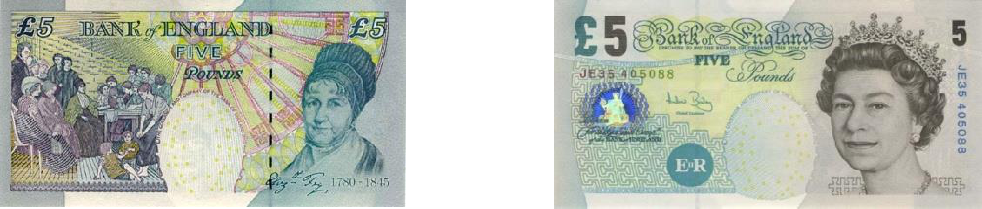 £5 BANK of ENGLAND £5
FIVE
POUNDS
1780-1845
£5 Bank of England 5
FIVE
Pounds
JE35 405088
E II R
JE35 405088